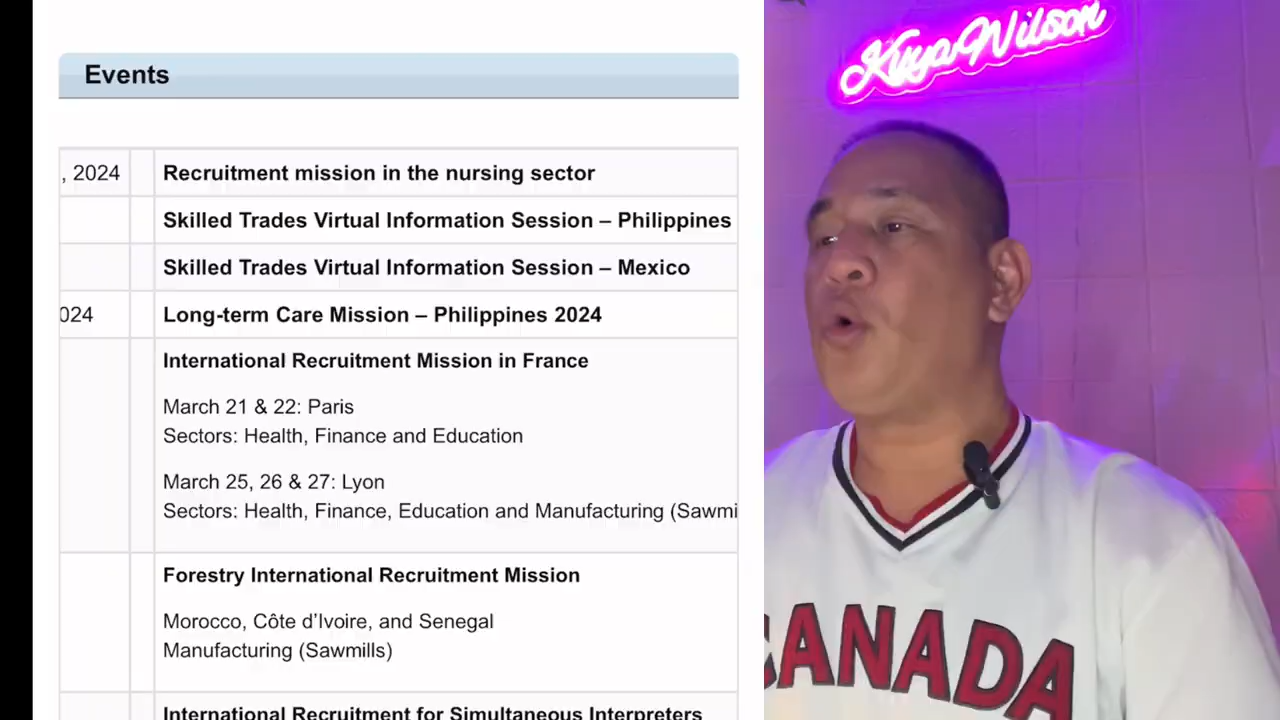 Events
, 2024
Recruitment mission in the nursing sector
Skilled Trades Virtual Information Session – Philippines
Skilled Trades Virtual Information Session – Mexico
024
Long-term Care Mission – Philippines 2024
International Recruitment Mission in France
March 21 & 22: Paris
Sectors: Health, Finance and Education
March 25, 26 & 27: Lyon
Sectors: Health, Finance, Education and Manufacturing (Sawmi
Forestry International Recruitment Mission
Morocco, Côte d’Ivoire, and Senegal
Manufacturing (Sawmills)
International Recruitment for Simultaneous Interpreters
KuyaWilson
CANADA